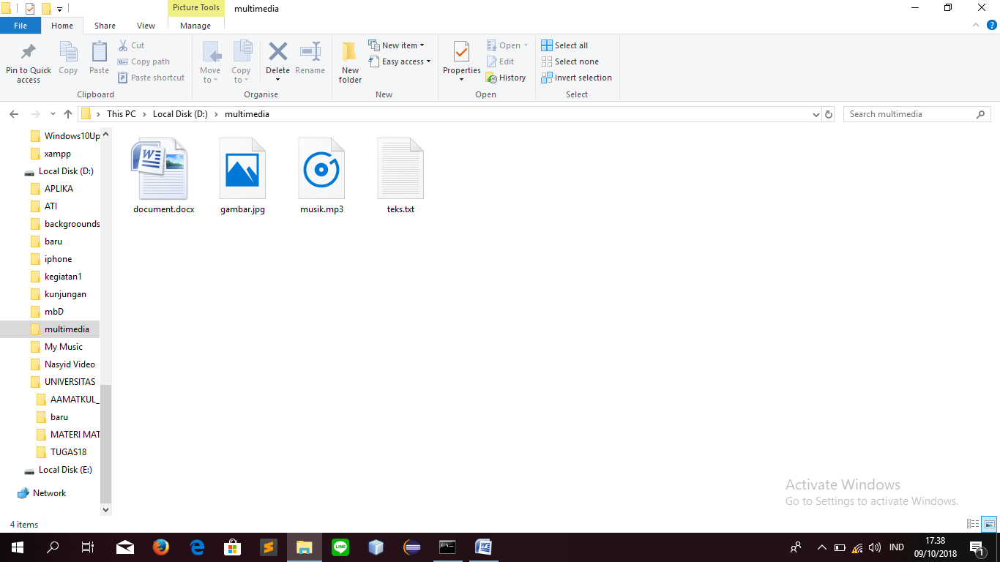 Picture Tools
multimedia
File
Home
Share
View
Manage
Pin to Quick access
Copy
Paste
Cut
Copy path
Paste shortcut
Clipboard
Move to
Copy to
Delete
Rename
Organise
New folder
New item
Easy access
New
Properties
Open
Edit
History
Open
Select all
Select none
Invert selection
Select
This PC
Local Disk (D:)
multimedia
Search multimedia
Windows10Up
xampp
Local Disk (D:)
APLIKA
ATI
backgroounds
baru
iphone
kegiatan1
kunjungan
mbD
multimedia
My Music
Nasyid Video
UNIVERSITAS
AAMATKUL_
baru
MATERI MAT
TUGAS18
Local Disk (E:)
Network
document.docx
gambar.jpg
musik.mp3
teks.txt
Activate Windows
Go to Settings to activate Windows.
4 items
LINE
IND
17.38
09/10/2018
1